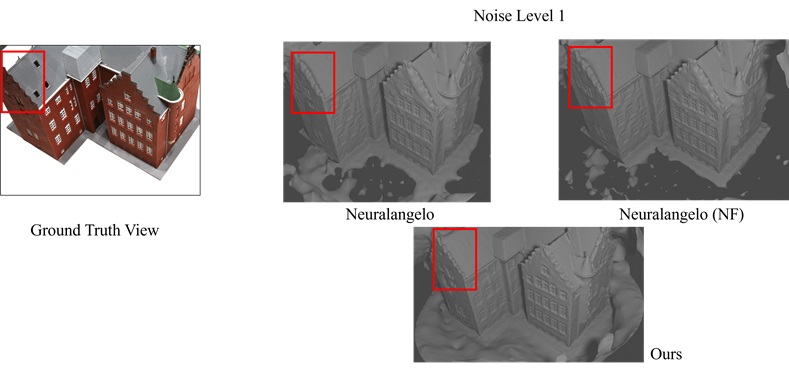 Noise Level 1
Ground Truth View
Neuralangelo
Neuralangelo (NF)
Ours